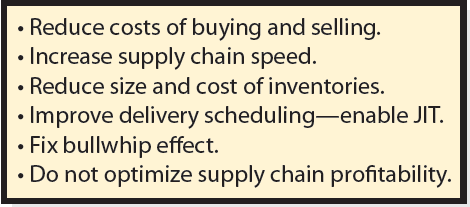 • Reduce costs of buying and selling.
• Increase supply chain speed.
• Reduce size and cost of inventories.
• Improve delivery scheduling—enable JIT.
• Fix bullwhip effect.
• Do not optimize supply chain profitability.